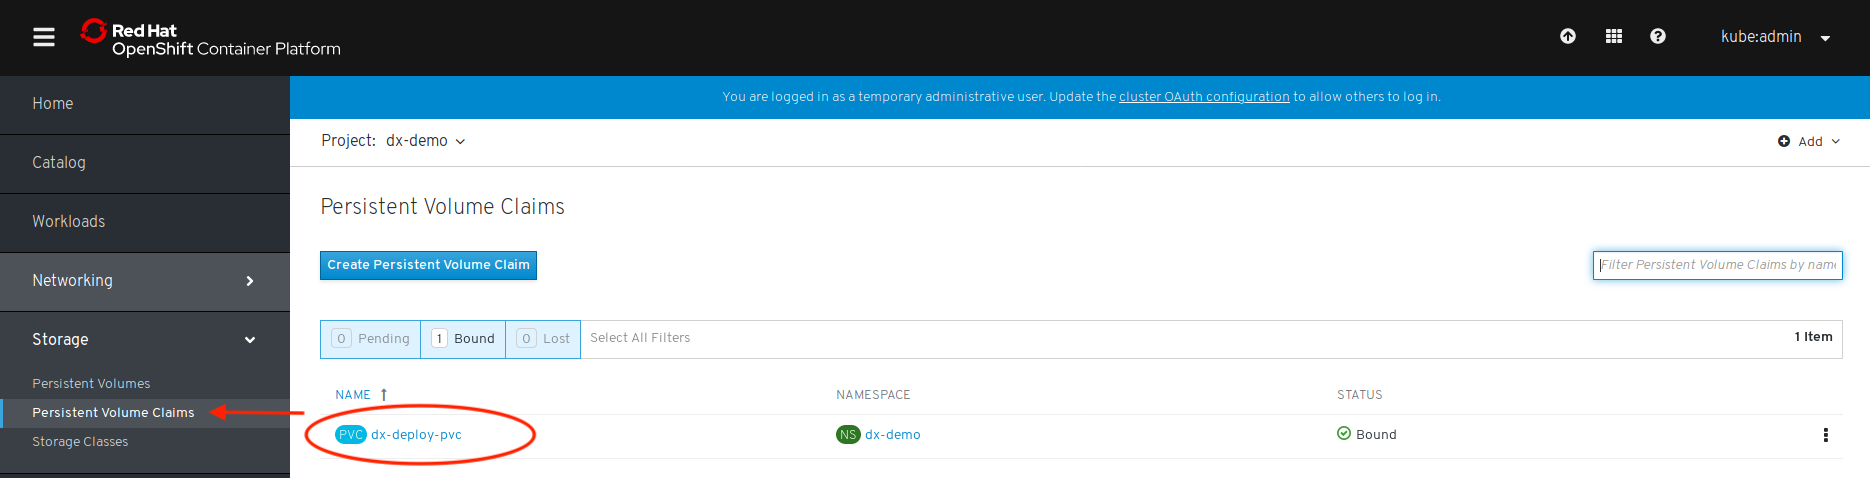 Red Hat
OpenShift Container Platform
kube:admin
Home
Catalog
Workloads
Networking
Storage
Persistent Volumes
Persistent Volume Claims
Storage Classes
You are logged in as a temporary administrative user. Update the cluster OAuth configuration to allow others to log in.
Project: dx-demo
Add
Persistent Volume Claims
Create Persistent Volume Claim
Filter Persistent Volume Claims by name
0 Pending 1 Bound 0 Lost Select All Filters 1 Item
NAME NAMESPACE STATUS
PVC dx-deploy-pvc NS dx-demo Bound